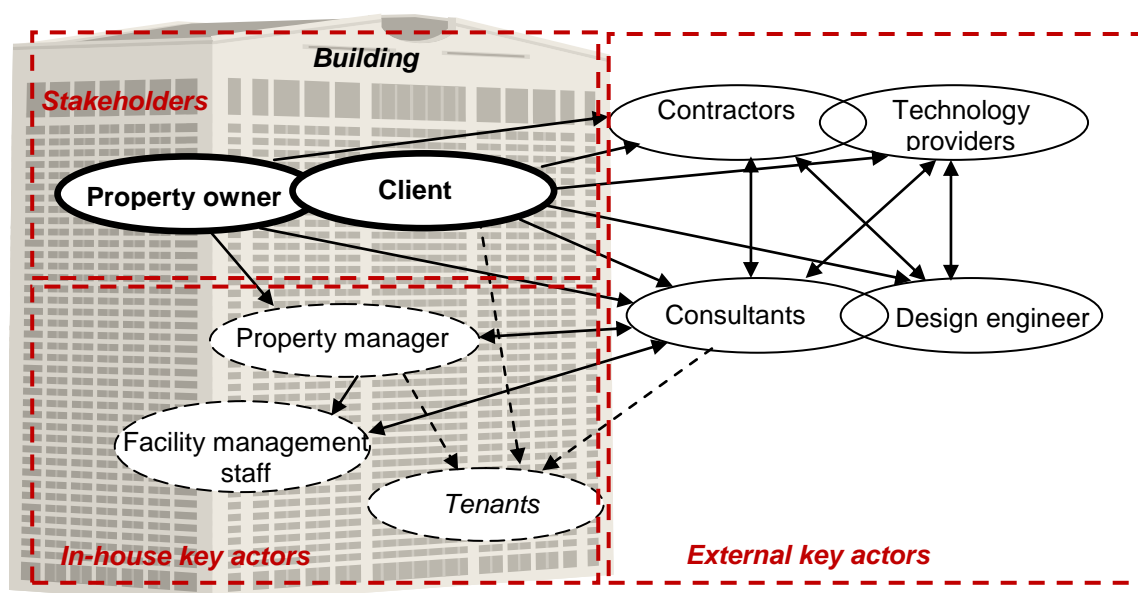 Building
Stakeholders
Contractors
Technology
providers
Property owner
Client
Consultants
Design engineer
Property manager
Facility management
staff
Tenants
In-house key actors
External key actors